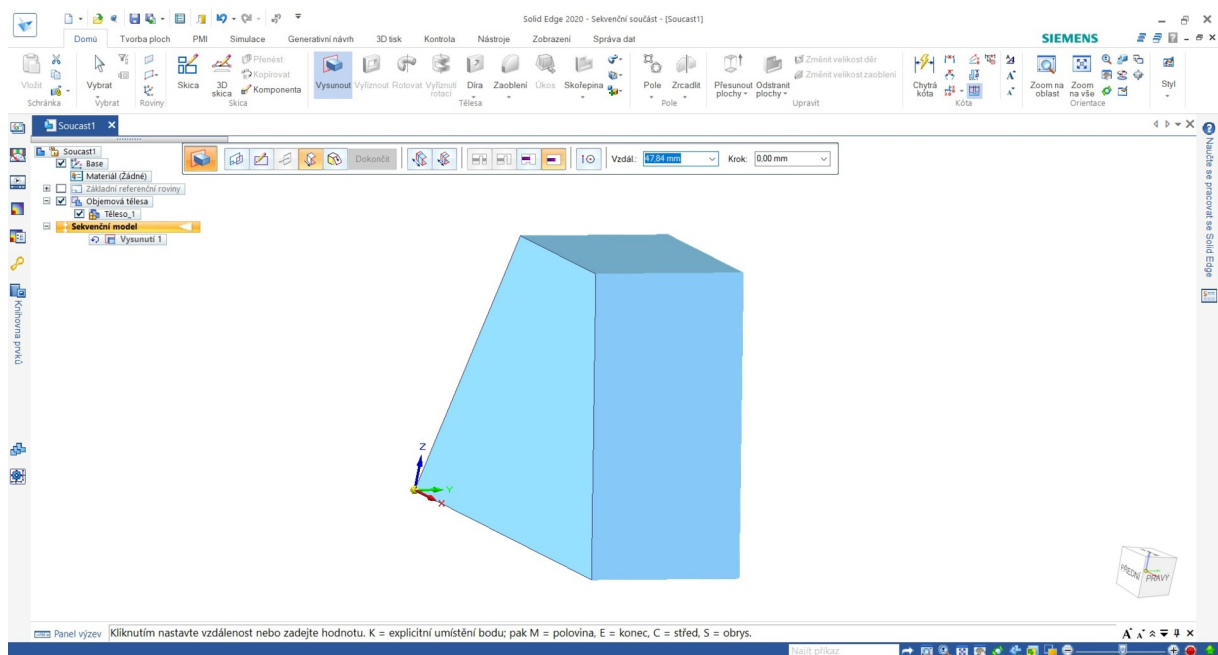 Solid Edge 2020 - Sekvenční součást - [Soucast1]
Domů Tvorba ploch PMI Simulace Generativní návrh 3D tisk Kontrola Nástroje Zobrazení Správa dat
SIEMENS
Vložit
Schránka
Vybrat
Vybrat
Roviny
Skica
3D skica
Přenést
Kopírovat
Komponenta
Skica
Vysunout Vyříznout Rotovat Vyříznutí rotací Díra Zaoblení Úkos Skořepina
Tělesa
Pole Zrcadlit
Pole
Přesunout plochy Odstranit plochy
Změnit velikost děr
Změnit velikost zaoblení
Upravit
Chytrá kóta
Kóta
Zoom na oblast Zoom na vše
Orientace
Styl
Styl
Soucast1
Dokončit
Vzdál.: 47,84 mm Krok: 0,00 mm
Soucast1
Base
Materiál (Žádné)
Základní referenční roviny
Objemová tělesa
Těleso_1
Sekvenční model
Vysunutí 1
Knihovna prvků
Naučte se pracovat se Solid Edge
Z
Y
X
PŘEDNÍ
PRAVÝ
Panel výzev Kliknutím nastavte vzdálenost nebo zadejte hodnotu. K = explicitní umístění bodu; pak M = polovina, E = konec, C = střed, S = obrys.
Najít příkaz